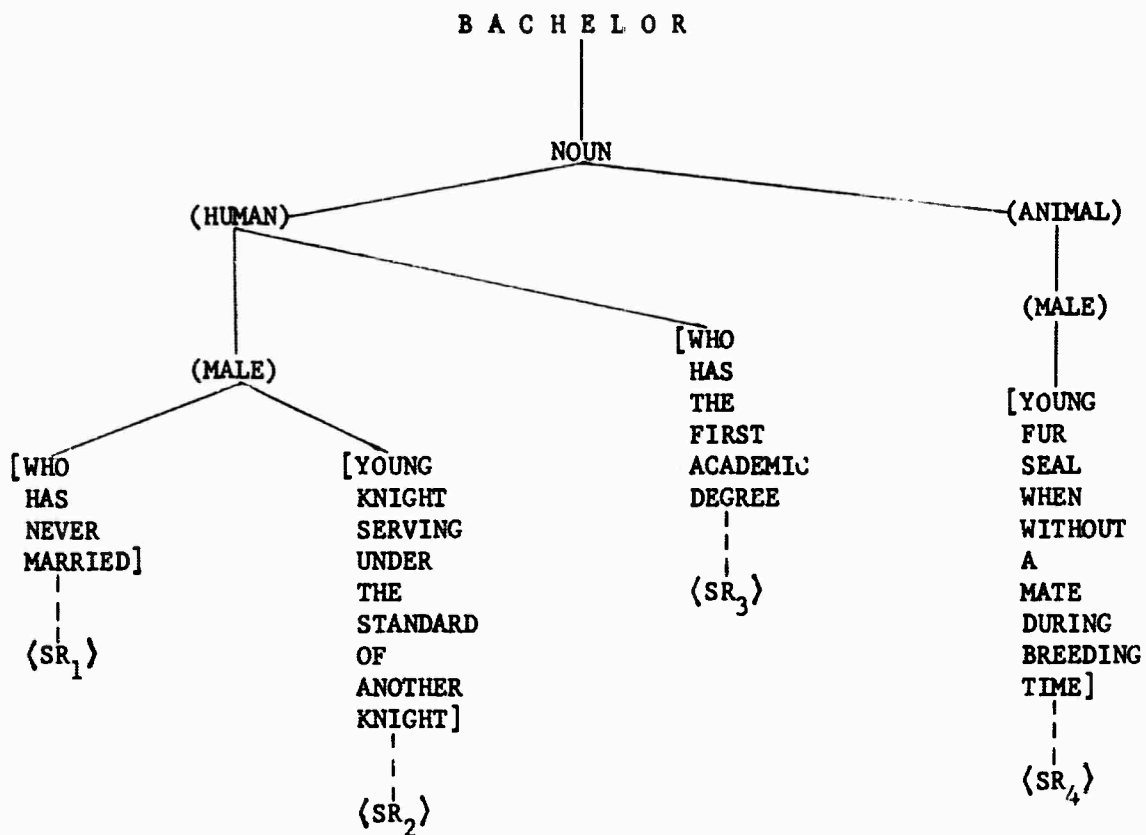 B A C H E L O R
NOUN
(HUMAN)
(ANIMAL)
(MALE)
(MALE)
[WHO
HAS
NEVER
MARRIED]
⟨SR₁⟩
[YOUNG
KNIGHT
SERVING
UNDER
THE
STANDARD
OF
ANOTHER
KNIGHT]
⟨SR₂⟩
[WHO
HAS
THE
FIRST
ACADEMIC
DEGREE
⟨SR₃⟩
[YOUNG
FUR
SEAL
WHEN
WITHOUT
A
MATE
DURING
BREEDING
TIME]
⟨SR₄⟩